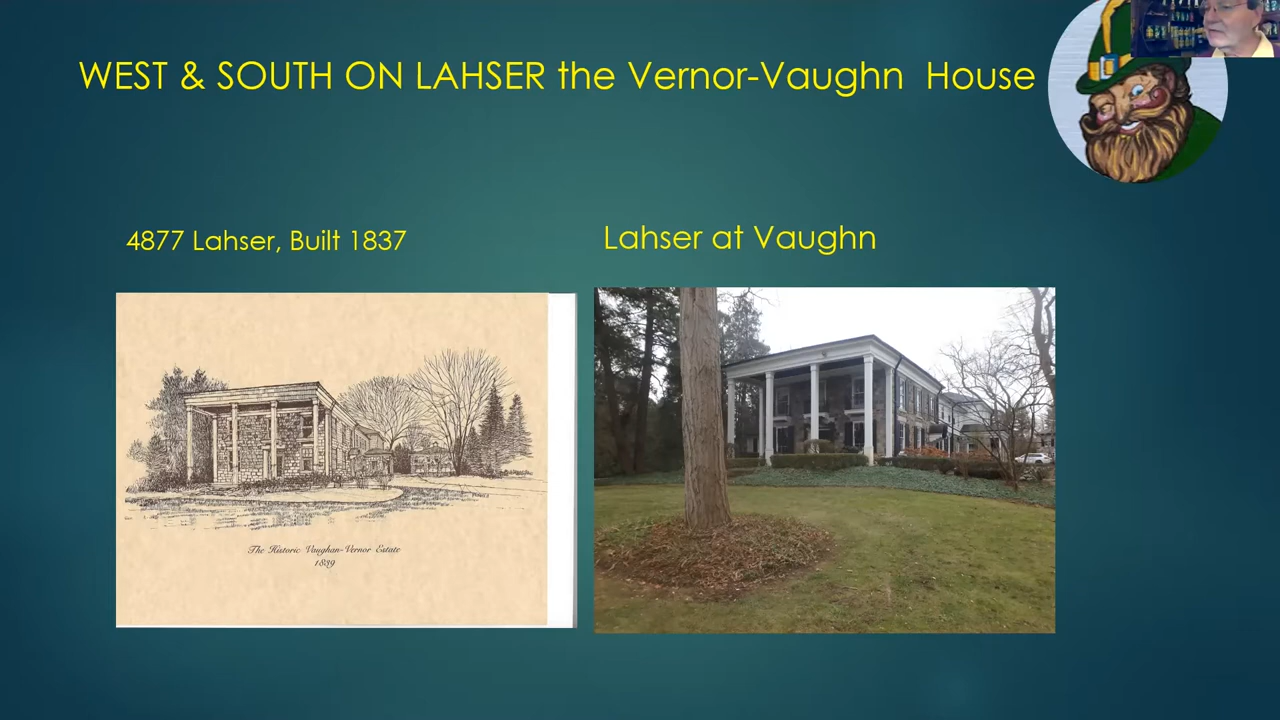 WEST & SOUTH ON LAHSER the Vernor-Vaughn House
4877 Lahser, Built 1837
Lahser at Vaughn
The Historic Vaughan-Vernor Estate
1839